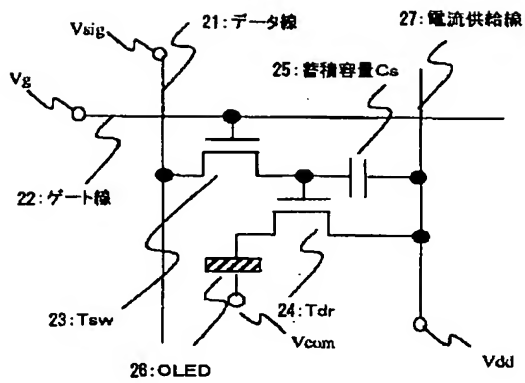 Vsig
21:データ線
27:電流供給線
25:蓄積容量Cs
Vg
22:ゲート線
23:Tsw
24:Tdr
Vcom
26:OLED
Vdd